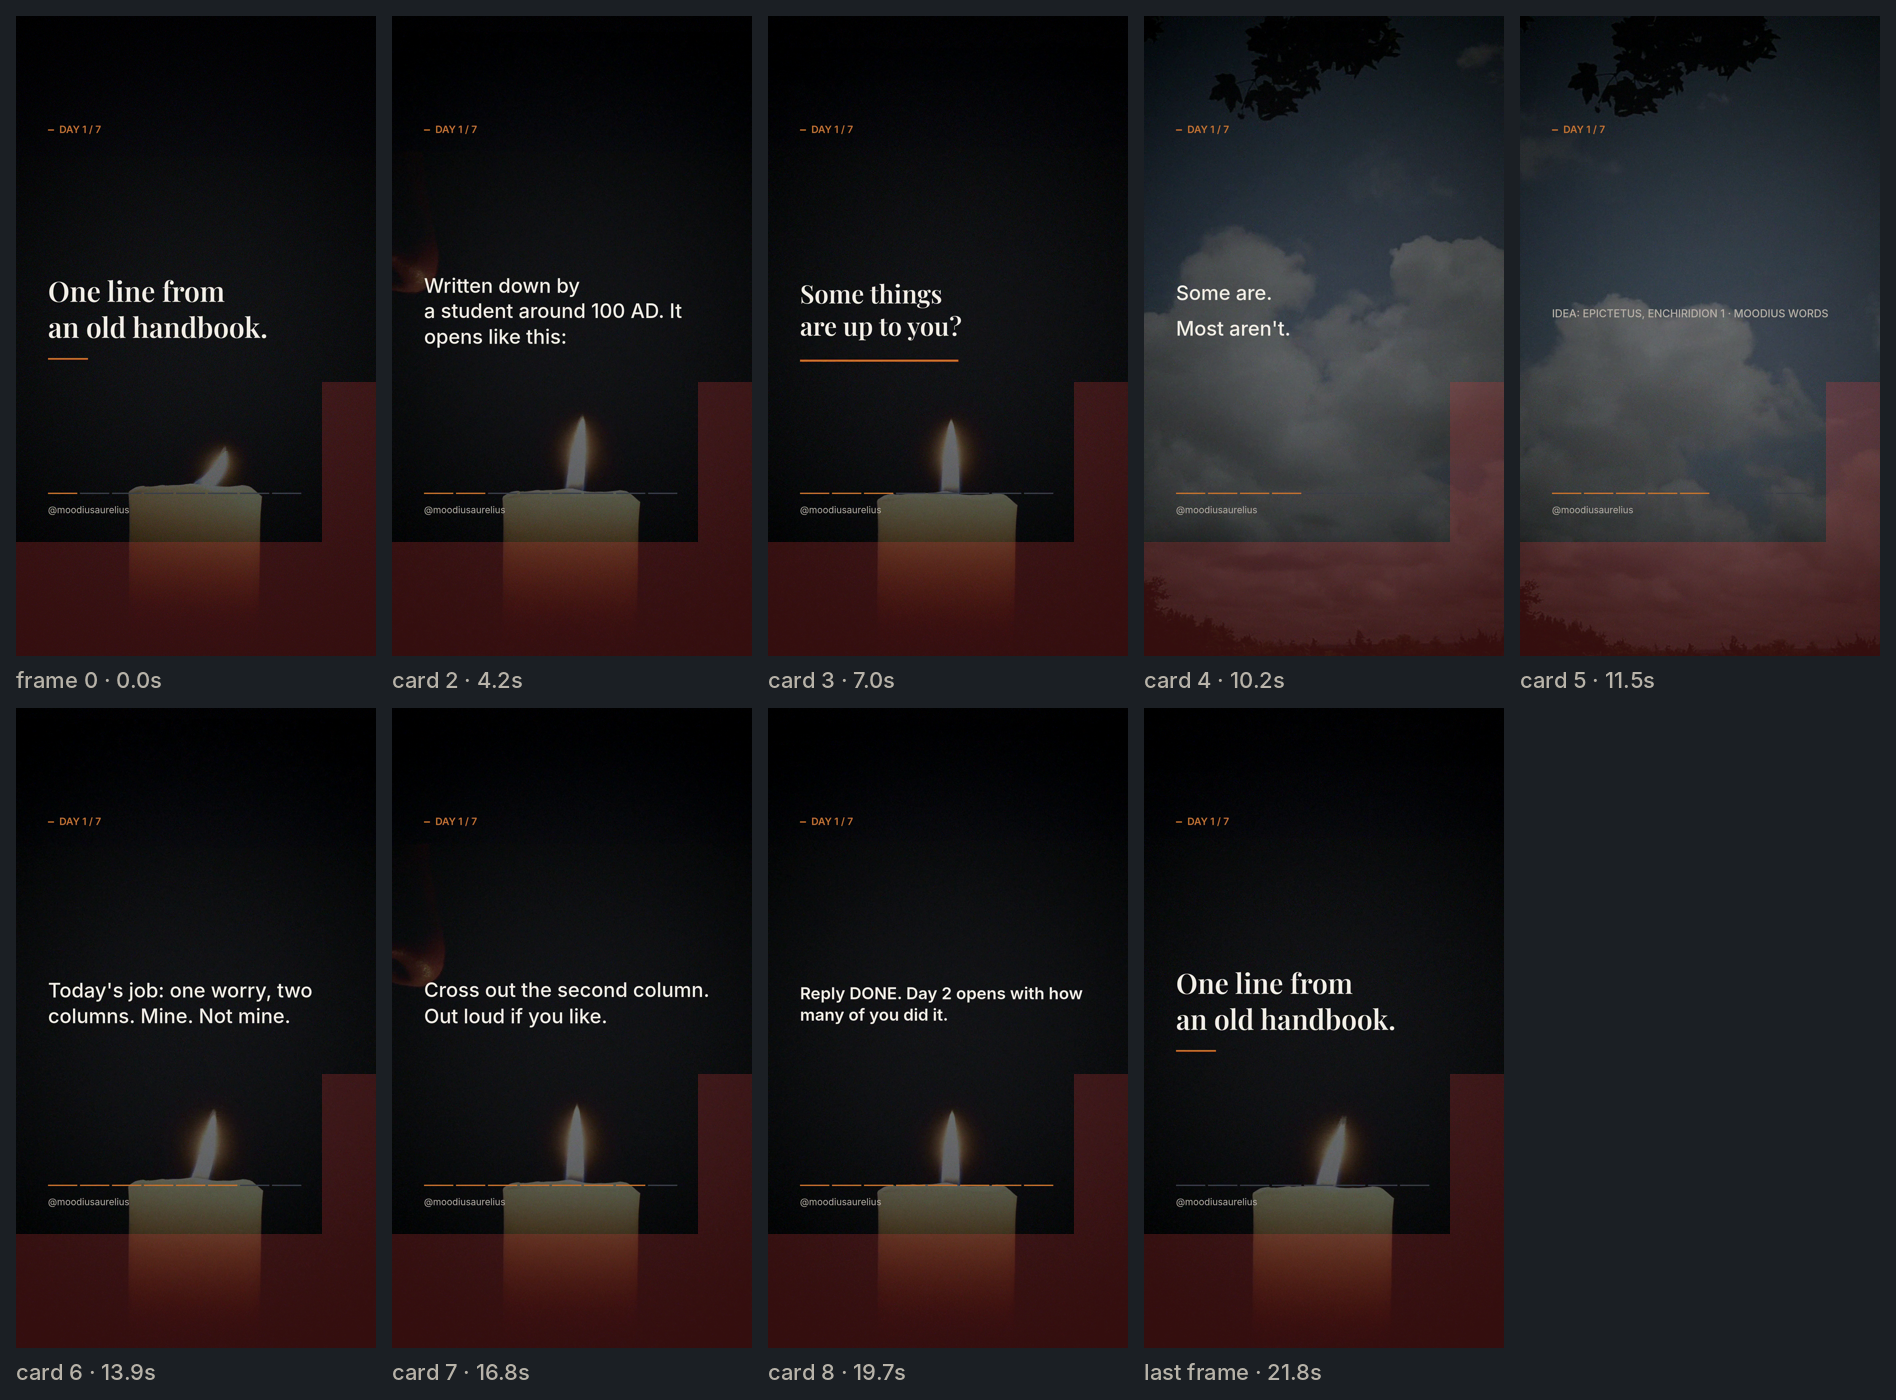 — DAY 1 / 7
One line from
an old handbook.
@moodiusaurelius
frame 0 · 0.0s
— DAY 1 / 7
Written down by
a student around 100 AD. It
opens like this:
@moodiusaurelius
card 2 · 4.2s
— DAY 1 / 7
Some things
are up to you?
@moodiusaurelius
card 3 · 7.0s
— DAY 1 / 7
Some are.
Most aren't.
@moodiusaurelius
card 4 · 10.2s
— DAY 1 / 7
IDEA: EPICTETUS, ENCHIRIDION 1 · MOODIUS WORDS
@moodiusaurelius
card 5 · 11.5s
— DAY 1 / 7
Today's job: one worry, two
columns. Mine. Not mine.
@moodiusaurelius
card 6 · 13.9s
— DAY 1 / 7
Cross out the second column.
Out loud if you like.
@moodiusaurelius
card 7 · 16.8s
— DAY 1 / 7
Reply DONE. Day 2 opens with how
many of you did it.
@moodiusaurelius
card 8 · 19.7s
— DAY 1 / 7
One line from
an old handbook.
@moodiusaurelius
last frame · 21.8s